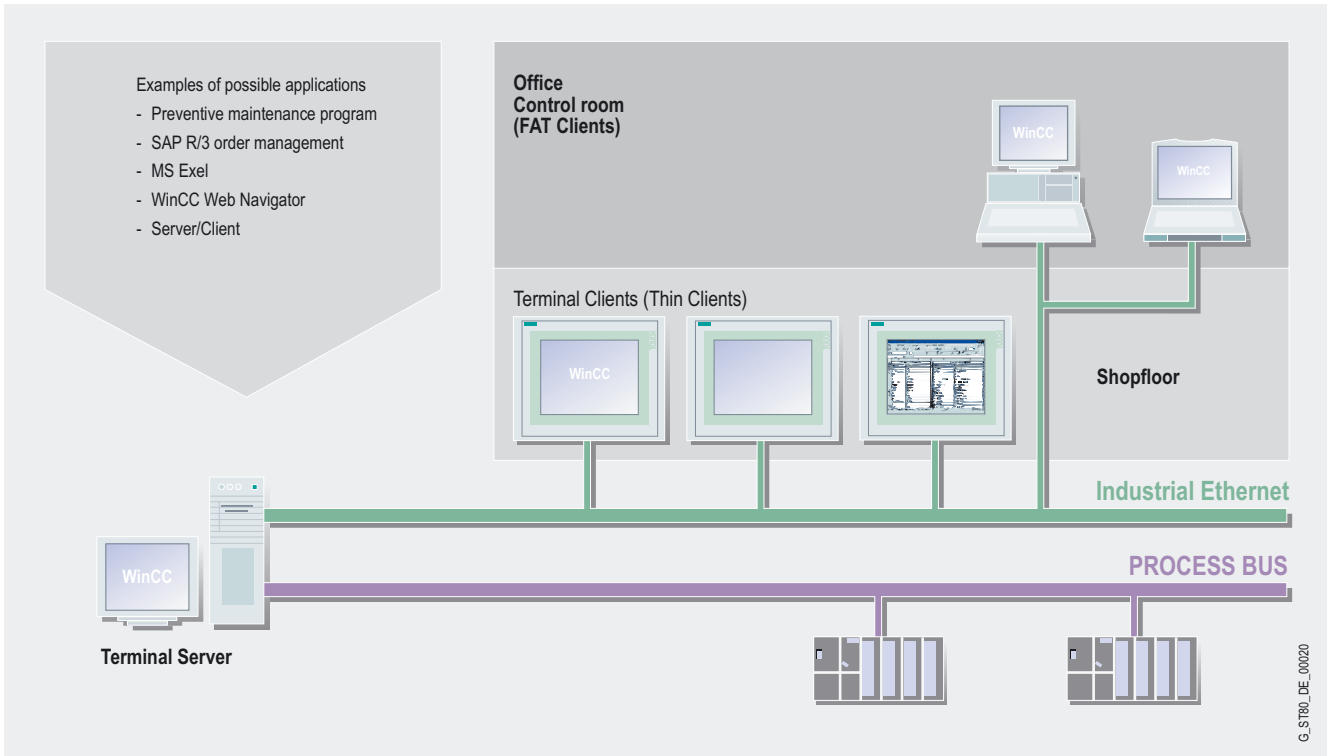 Examples of possible applications
- Preventive maintenance program
- SAP R/3 order management
- MS Exel
- WinCC Web Navigator
- Server/Client
Office
Control room
(FAT Clients)
WinCC
WinCC
Terminal Clients (Thin Clients)
WinCC
Shopfloor
Industrial Ethernet
PROCESS BUS
WinCC
Terminal Server
G_ST80_DE_00020